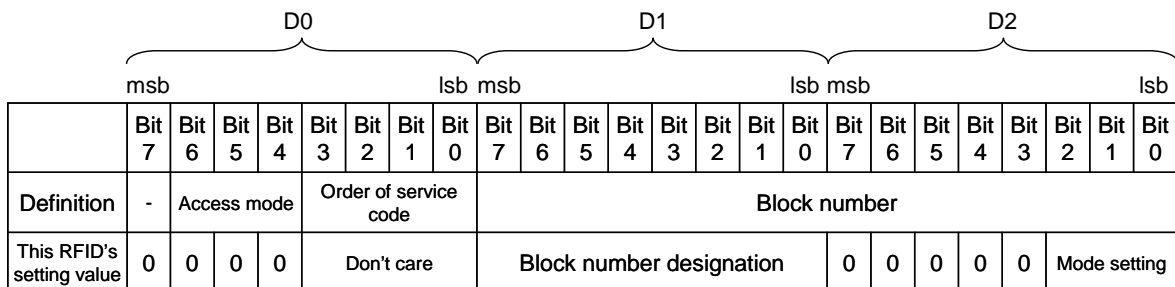 D0 D1 D2
msb lsb msb lsb msb lsb
Bit 7 Bit 6 Bit 5 Bit 4 Bit 3 Bit 2 Bit 1 Bit 0 Bit 7 Bit 6 Bit 5 Bit 4 Bit 3 Bit 2 Bit 1 Bit 0 Bit 7 Bit 6 Bit 5 Bit 4 Bit 3 Bit 2 Bit 1 Bit 0
Definition - Access mode Order of service code Block number
This RFID's setting value 0 0 0 0 Don't care Block number designation 0 0 0 0 0 Mode setting